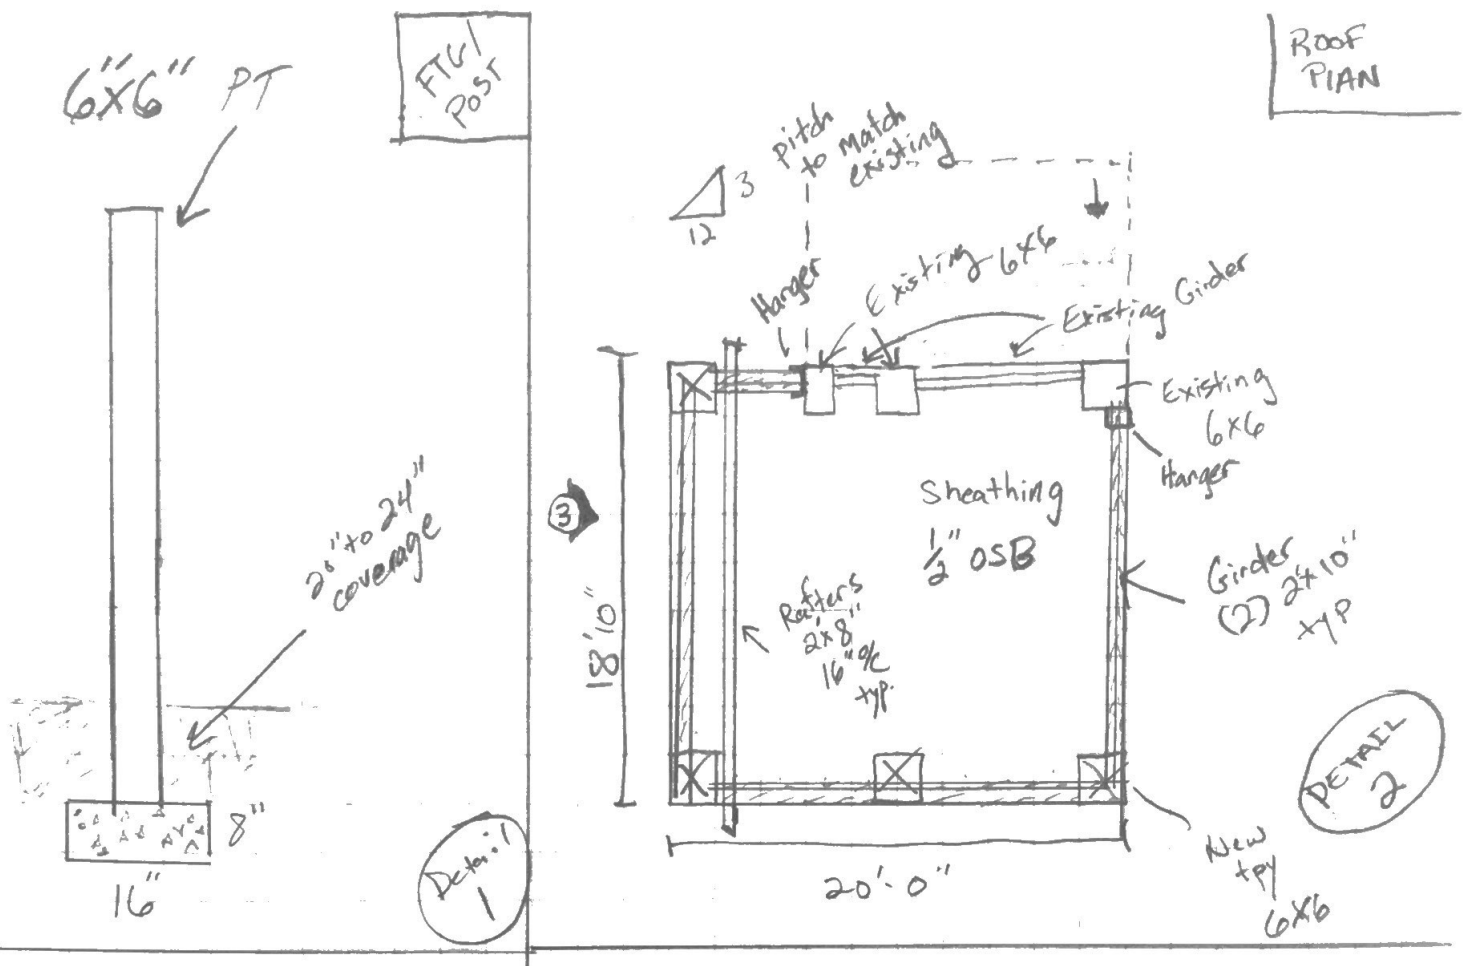 6"x6" PT
FTG/
POST
20" to 24"
coverage
8"
16"
Detail
1
ROOF
PLAN
pitch
to match
existing
3
12
Hanger
Existing 6x6
Existing Girder
Existing
6x6
Hanger
Sheathing
1/2" OSB
3
18'10"
Rafters
2x8"
16" o/c
typ.
Girder
(2) 2x10"
typ
20'-0"
New
tpy
6x6
DETAIL
2